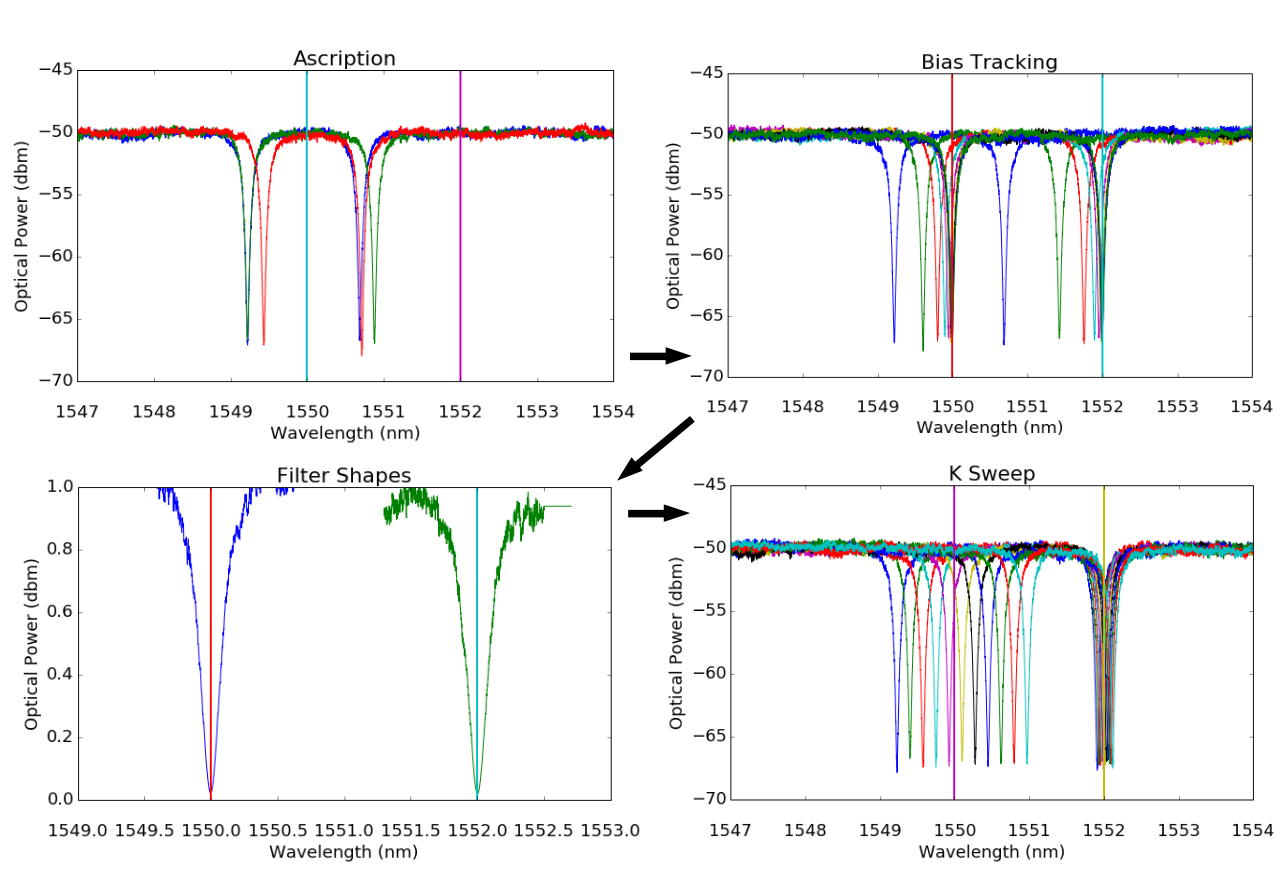 Ascription
−45
−50
−55
−60
−65
−70
Optical Power (dbm)
1547 1548 1549 1550 1551 1552 1553 1554
Wavelength (nm)
Bias Tracking
−45
−50
−55
−60
−65
−70
Optical Power (dbm)
1547 1548 1549 1550 1551 1552 1553 1554
Wavelength (nm)
Filter Shapes
1.0
0.8
0.6
0.4
0.2
0.0
Optical Power (dbm)
1549.0 1549.5 1550.0 1550.5 1551.0 1551.5 1552.0 1552.5 1553.0
Wavelength (nm)
K Sweep
−45
−50
−55
−60
−65
−70
Optical Power (dbm)
1547 1548 1549 1550 1551 1552 1553 1554
Wavelength (nm)